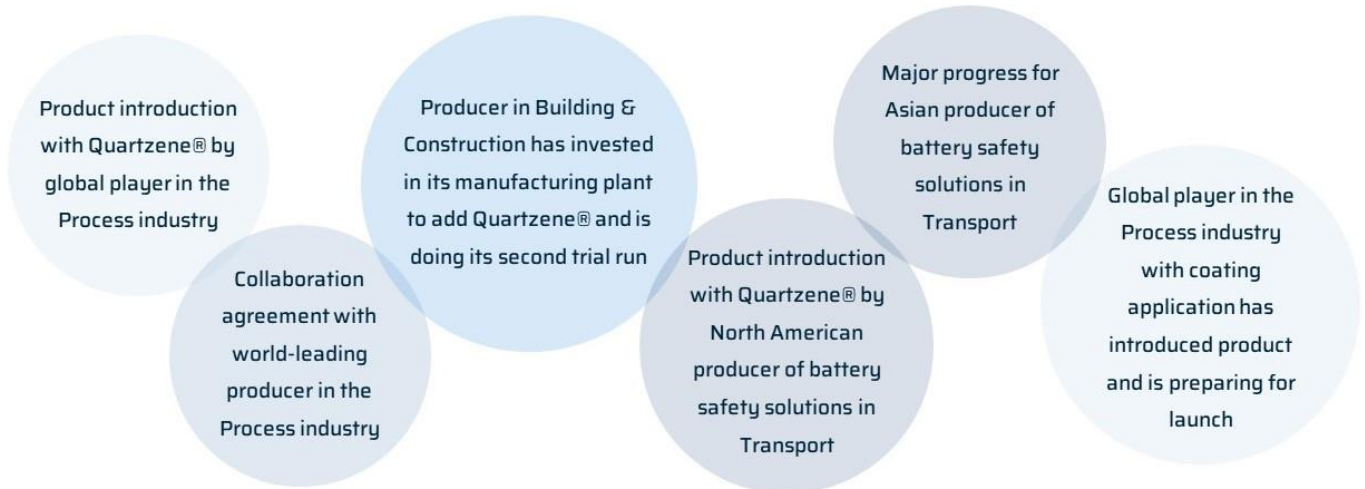 Product introduction
with Quartzene® by
global player in the
Process industry
Collaboration
agreement with
world-leading
producer in the
Process industry
Producer in Building &
Construction has invested
in its manufacturing plant
to add Quartzene® and is
doing its second trial run
Product introduction
with Quartzene® by
North American
producer of battery
safety solutions in
Transport
Major progress for
Asian producer of
battery safety
solutions in
Transport
Global player in the
Process industry
with coating
application has
introduced product
and is preparing for
launch